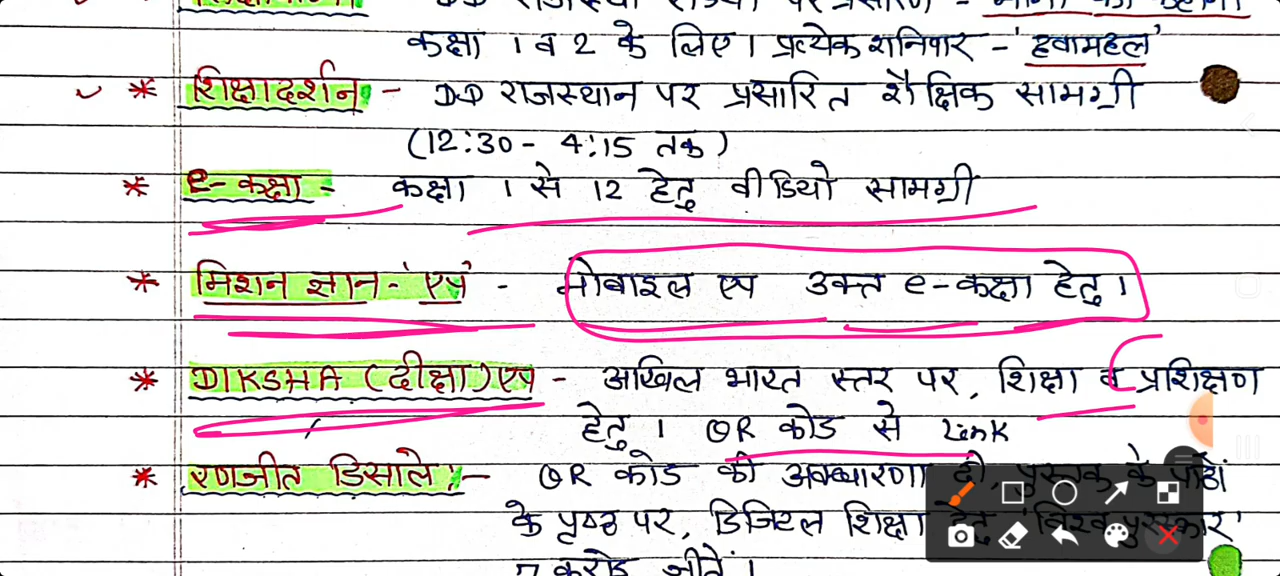 कक्षा 1 व 2 के लिए। प्रत्येक शनिवार - 'हवामहल'
* शिक्षादर्शन - DD राजस्थान पर प्रसारित शैक्षिक सामग्री
(12:30 - 4:15 तक)
* e-कक्षा - कक्षा 1 से 12 हेतु वीडियो सामग्री
* मिशन ज्ञान-'एप' - मोबाइल एप उक्त e-कक्षा हेतु।
* DIKSHA (दीक्षा) एप - अखिल भारत स्तर पर, शिक्षा व प्रशिक्षण
हेतु। QR कोड से Link
* रणजीत डिसाले :- QR कोड की अवधारणा दी, पुस्तक के पाठों
के पृष्ठ पर, डिजिटल शिक्षा हेतु 'विश्व पुरस्कार'
7 करोड़ जीते।